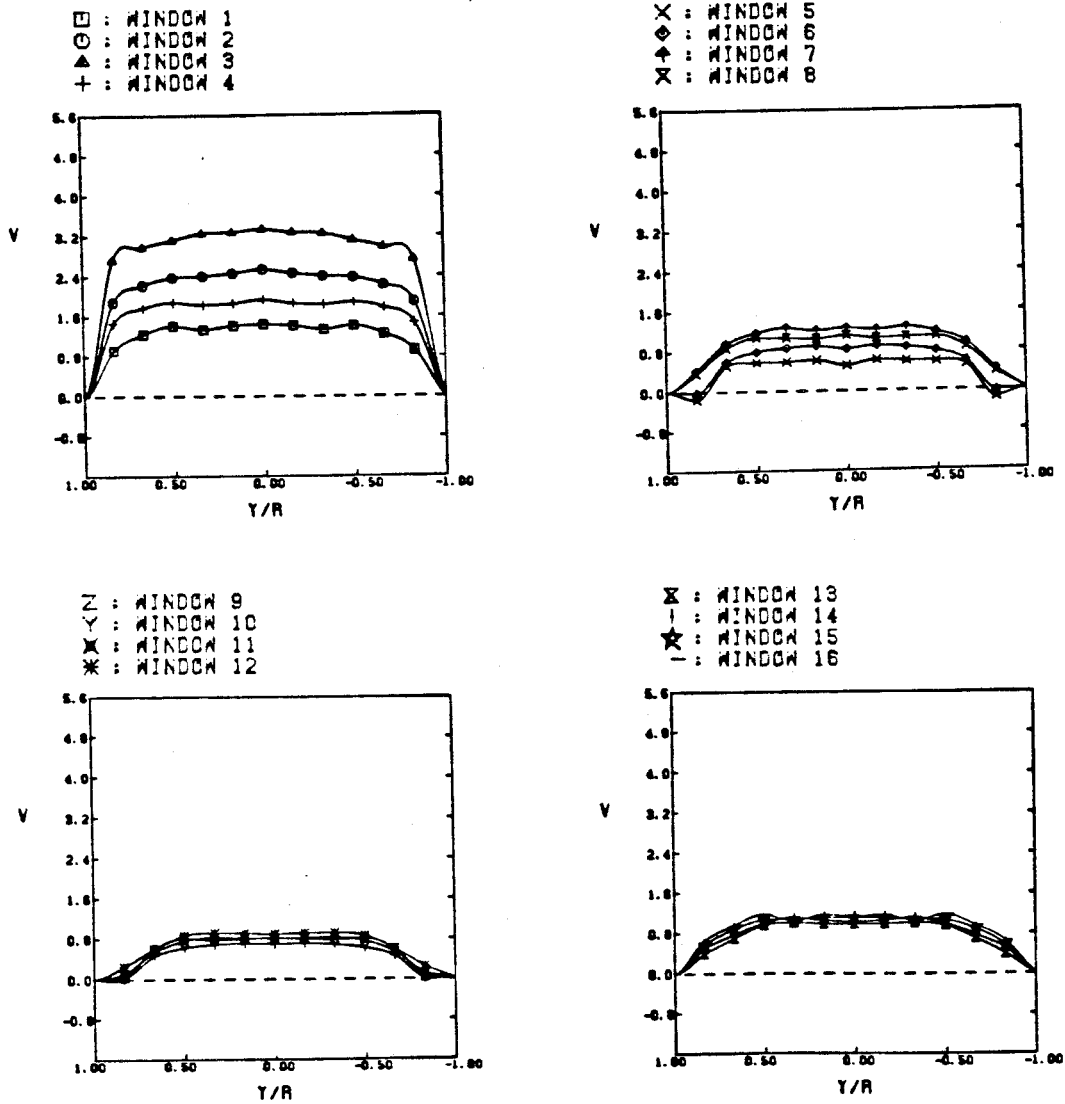 WINDOW 1
WINDOW 2
WINDOW 3
WINDOW 4
5.6
4.8
4.0
3.2
2.4
1.6
0.8
0.0
-0.8
V
1.00 0.50 0.00 -0.50 -1.00
Y/R
WINDOW 5
WINDOW 6
WINDOW 7
WINDOW 8
5.6
4.8
4.0
3.2
2.4
1.6
0.8
0.0
-0.8
V
1.00 0.50 0.00 -0.50 -1.00
Y/R
WINDOW 9
WINDOW 10
WINDOW 11
WINDOW 12
5.6
4.8
4.0
3.2
2.4
1.6
0.8
0.0
-0.8
V
1.00 0.50 0.00 -0.50 -1.00
Y/R
WINDOW 13
WINDOW 14
WINDOW 15
WINDOW 16
5.6
4.8
4.0
3.2
2.4
1.6
0.8
0.0
-0.8
V
1.00 0.50 0.00 -0.50 -1.00
Y/R